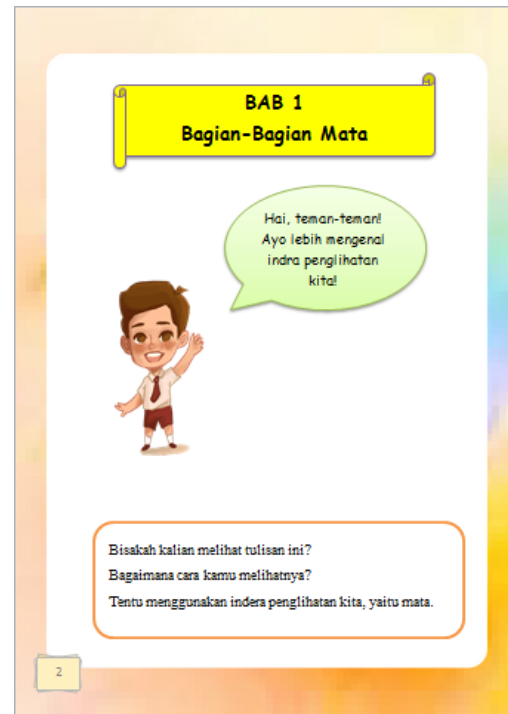 BAB 1
Bagian-Bagian Mata
Hai, teman-teman!
Ayo lebih mengenal
indra penglihatan
kita!
Bisakah kalian melihat tulisan ini?
Bagaimana cara kamu melihatnya?
Tentu menggunakan indera penglihatan kita, yaitu mata.
2